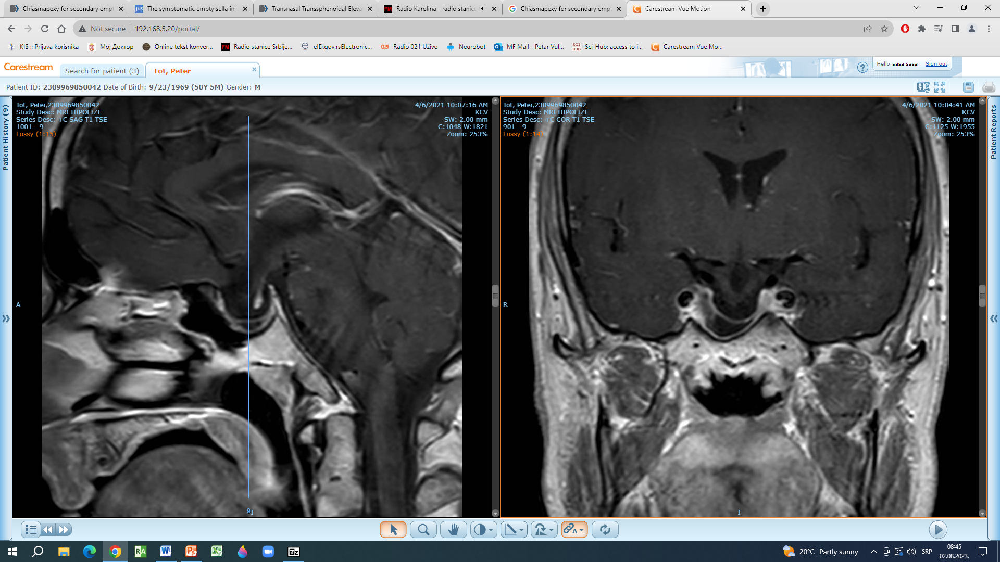 Chiasmapexy for secondary empt
The symptomatic empty sella in:
Transnasal Transsphenoidal Eleva
Radio Karolina - radio stanice
Chiasmapexy for secondary empt
Carestream Vue Motion
Not secure 192.168.5.20/portal/
KIS :: Prijava korisnika
Мој Доктор
Online tekst konver...
FM
Radio stanice Srbije...
eID.gov.rsElectronic...
021
Radio 021 Uživo
Neurobot
MF Mail - Petar Vul...
SCI HUB
Sci-Hub: access to i...
Carestream Vue Mo...
Carestream
Search for patient (3)
Tot, Peter
Hello sasa sasa Sign out
Patient ID: 2309969850042 Date of Birth: 9/23/1969 (50Y 5M) Gender: M
Patient History (9)
Tot, Peter,2309969850042
Study Desc: MRI HIPOFIZE
Series Desc: +C SAG T1 TSE
1001 - 9
Lossy (1:15)
4/6/2021 10:07:16 AM
KCV
SW: 2.00 mm
C:1048 W:1821
Zoom: 253%
A
9I
Tot, Peter,2309969850042
Study Desc: MRI HIPOFIZE
Series Desc: +C COR T1 TSE
901 - 9
Lossy (1:14)
4/6/2021 10:04:41 AM
KCV
SW: 2.00 mm
C:1125 W:1955
Zoom: 253%
R
I
Patient Reports
A
RA
7z
20°C Partly sunny
SRP
08:45
02.08.2023.